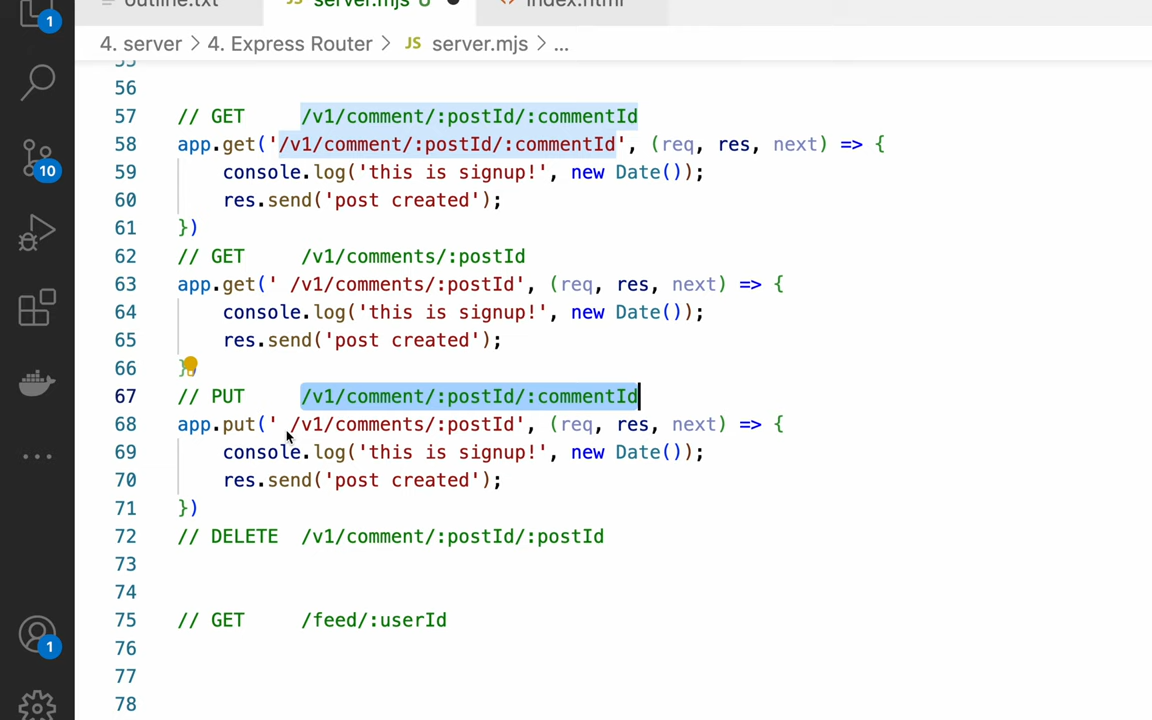 outline.txt JS server.mjs U index.html
4. server > 4. Express Router > JS server.mjs > ...
55
56
57 // GET /v1/comment/:postId/:commentId
58 app.get('/v1/comment/:postId/:commentId', (req, res, next) => {
59 console.log('this is signup!', new Date());
60 res.send('post created');
61 })
62 // GET /v1/comments/:postId
63 app.get(' /v1/comments/:postId', (req, res, next) => {
64 console.log('this is signup!', new Date());
65 res.send('post created');
66 })
67 // PUT /v1/comment/:postId/:commentId
68 app.put(' /v1/comments/:postId', (req, res, next) => {
69 console.log('this is signup!', new Date());
70 res.send('post created');
71 })
72 // DELETE /v1/comment/:postId/:postId
73
74
75 // GET /feed/:userId
76
77
78
1
10
1